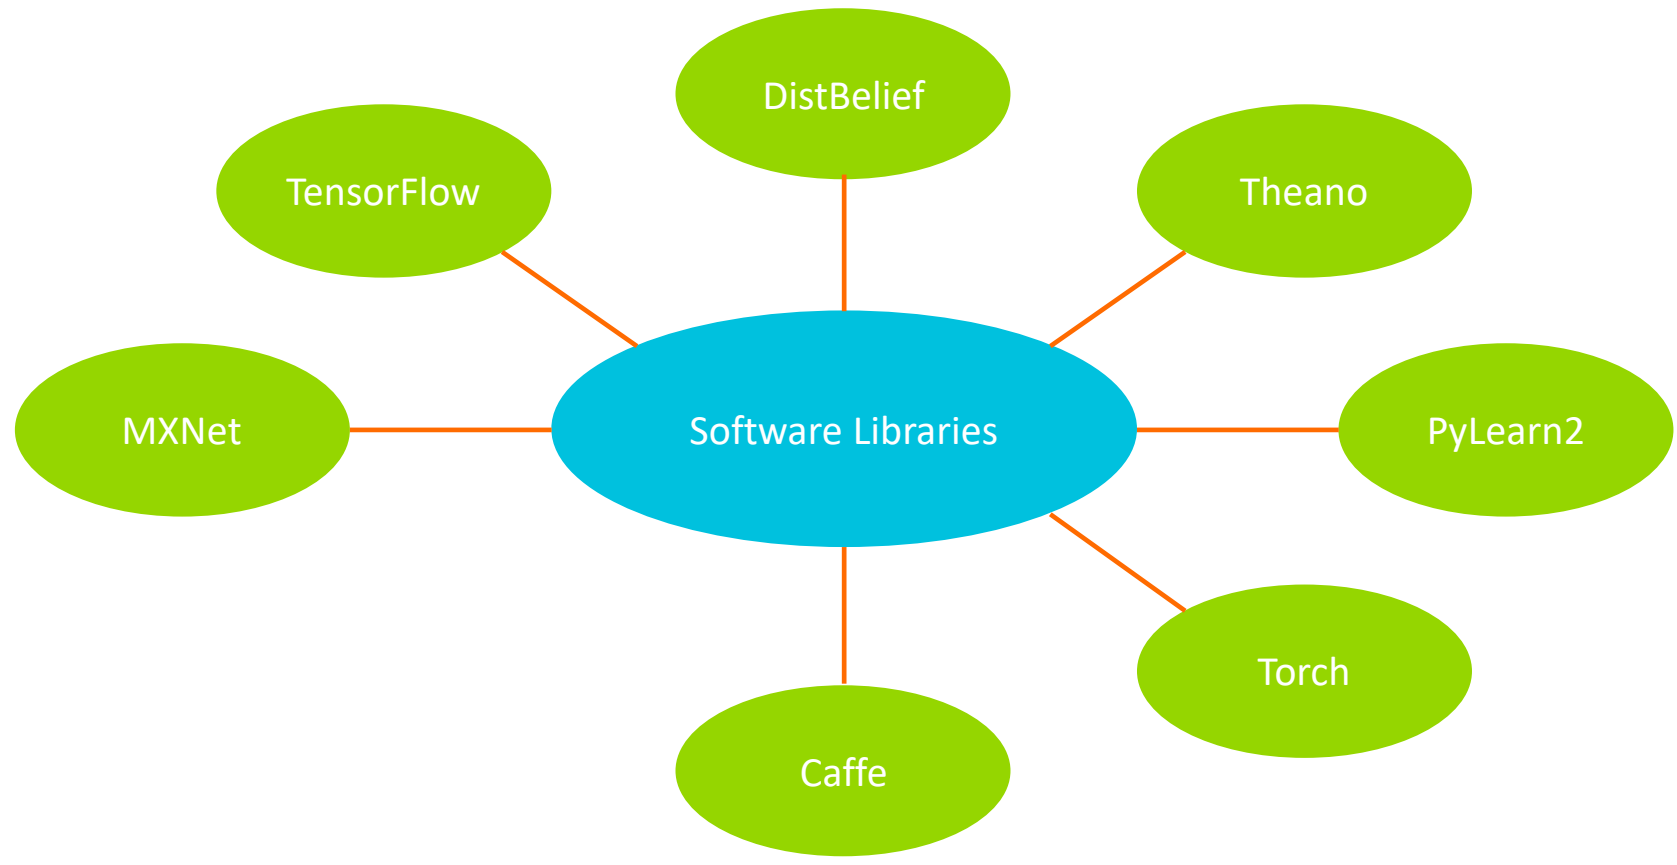 DistBelief
TensorFlow
Theano
MXNet
Software Libraries
PyLearn2
Torch
Caffe